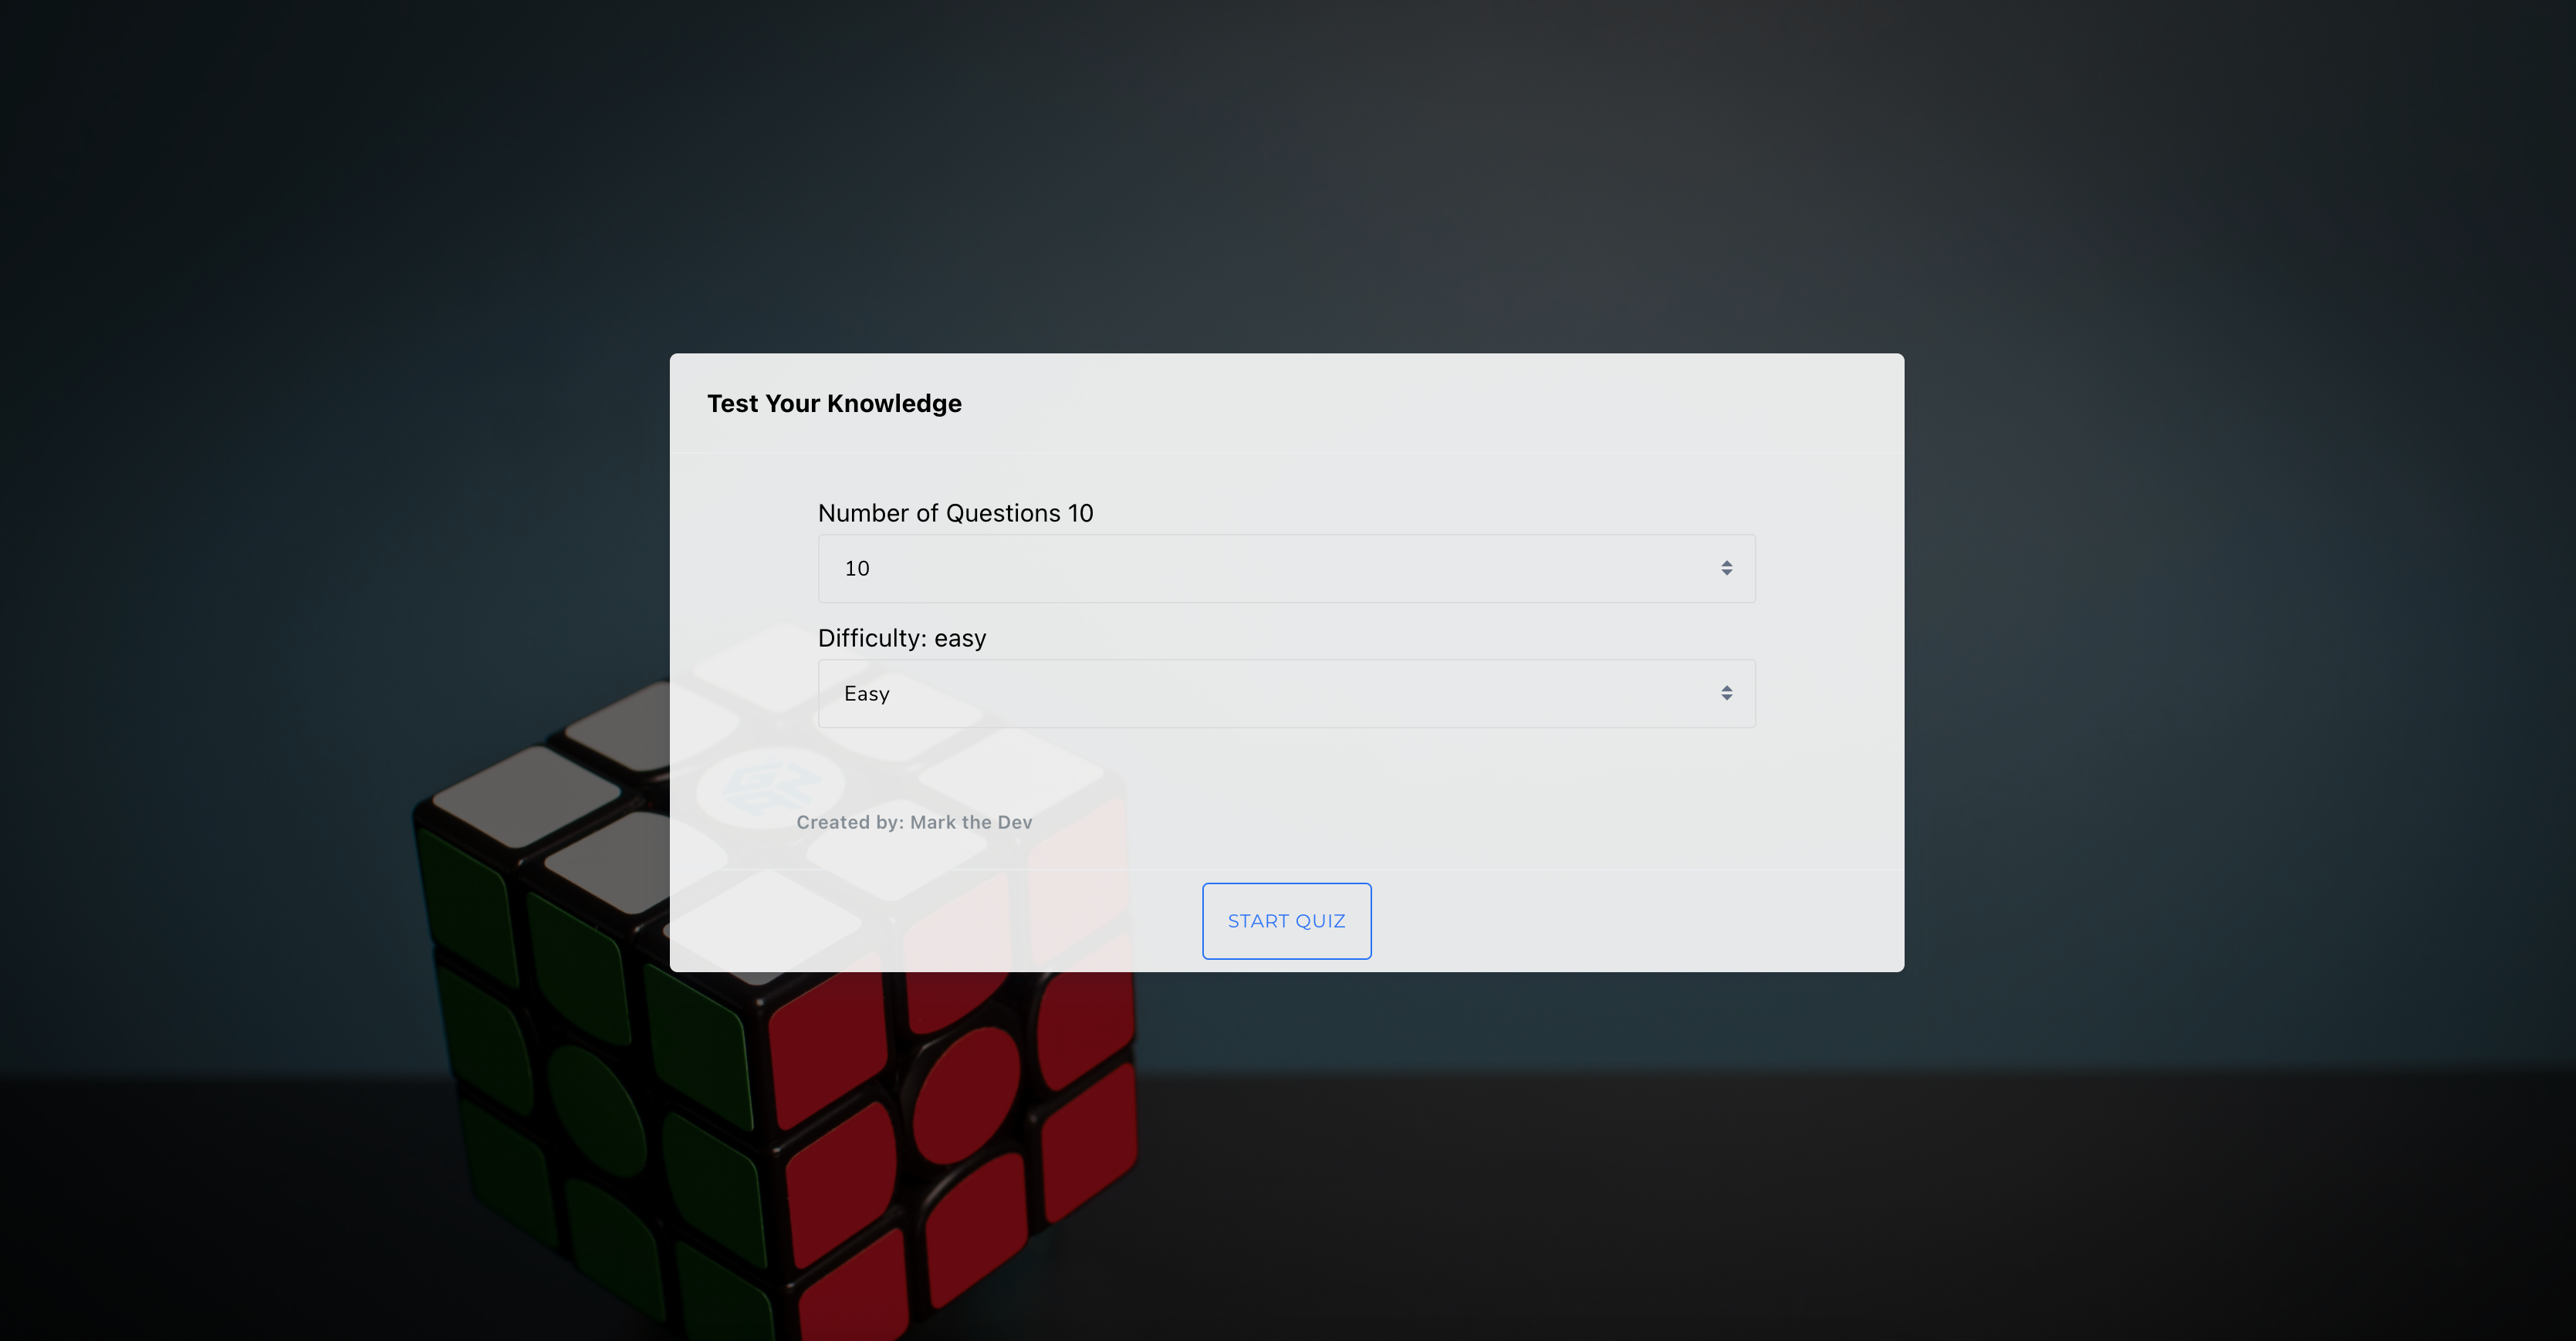 Test Your Knowledge
Number of Questions 10
10
Difficulty: easy
Easy
Created by: Mark the Dev
START QUIZ